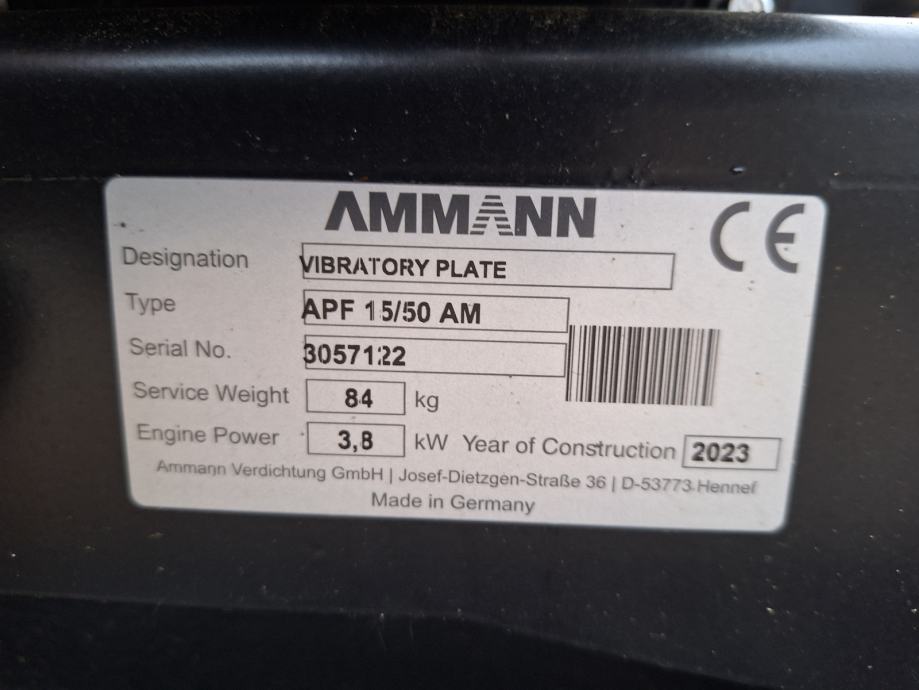 AMMANN
CE
Designation VIBRATORY PLATE
Type APF 15/50 AM
Serial No. 3057122
Service Weight 84 kg
Engine Power 3,8 kW Year of Construction 2023
Ammann Verdichtung GmbH | Josef-Dietzgen-Straße 36 | D-53773 Hennef
Made in Germany